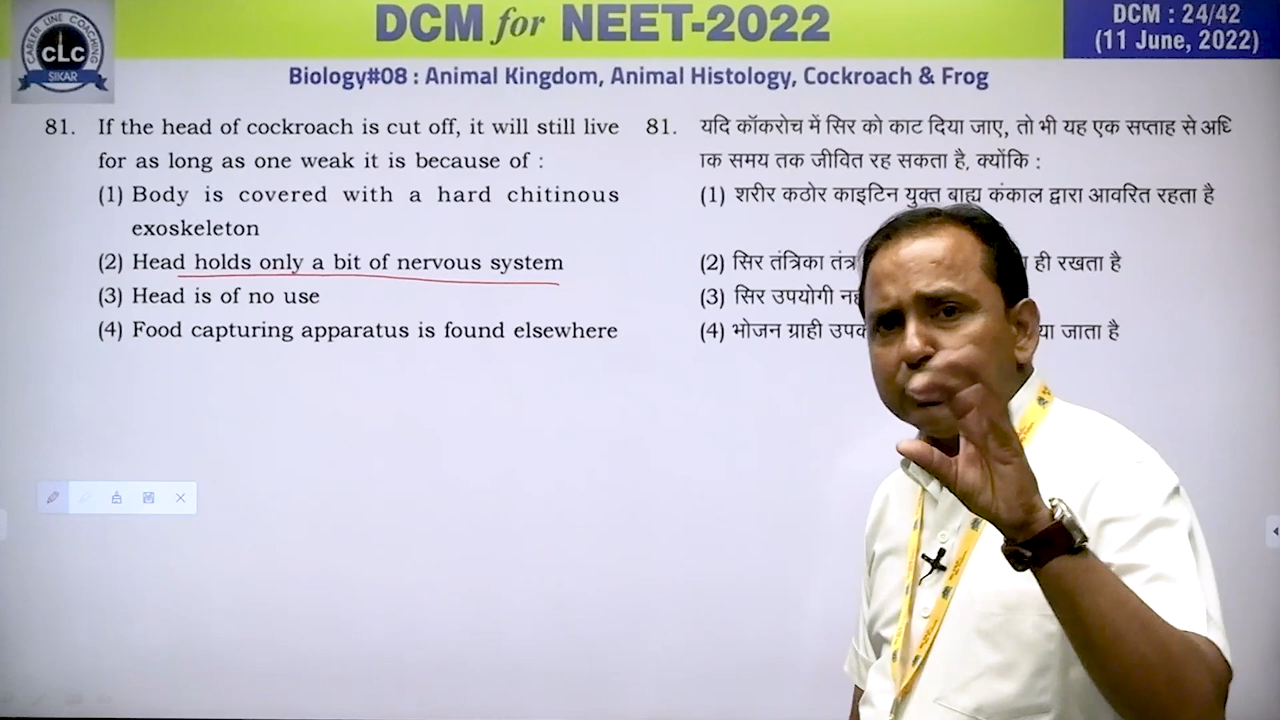 CAREER LINE COACHING
CLC
SIKAR
DCM for NEET-2022
DCM : 24/42
(11 June, 2022)
Biology#08 : Animal Kingdom, Animal Histology, Cockroach & Frog
81. If the head of cockroach is cut off, it will still live
for as long as one weak it is because of :
(1) Body is covered with a hard chitinous
exoskeleton
(2) Head holds only a bit of nervous system
(3) Head is of no use
(4) Food capturing apparatus is found elsewhere
81. यदि कॉकरोच में सिर को काट दिया जाए, तो भी यह एक सप्ताह से अधि
क समय तक जीवित रह सकता है, क्योंकि :
(1) शरीर कठोर काइटिन युक्त बाह्य कंकाल द्वारा आवरित रहता है
(2) सिर तंत्रिका ही रखता है
(3) सिर उपयोगी
(4) भोजन ग्राही जाता है